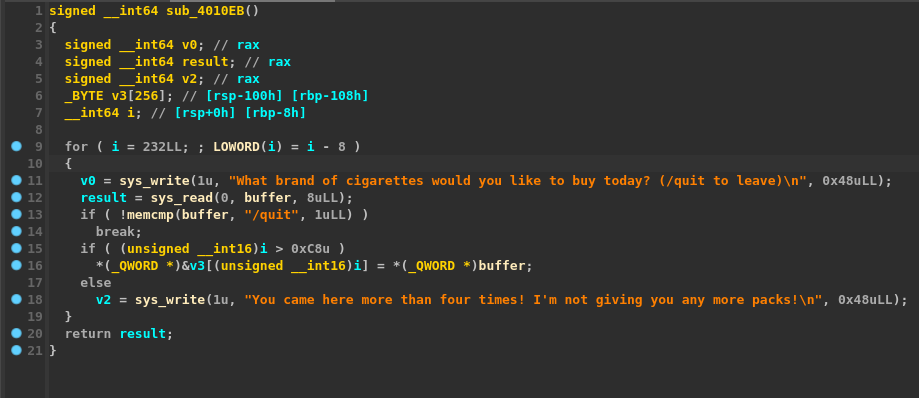 1 signed __int64 sub_4010EB()
2 {
3 signed __int64 v0; // rax
4 signed __int64 result; // rax
5 signed __int64 v2; // rax
6 _BYTE v3[256]; // [rsp-100h] [rbp-108h]
7 __int64 i; // [rsp+0h] [rbp-8h]
8
9 for ( i = 232LL; ; LOWORD(i) = i - 8 )
10 {
11 v0 = sys_write(1u, "What brand of cigarettes would you like to buy today? (/quit to leave)\n", 0x48uLL);
12 result = sys_read(0, buffer, 8uLL);
13 if ( !memcmp(buffer, "/quit", 1uLL) )
14 break;
15 if ( (unsigned __int16)i > 0xC8u )
16 *(_QWORD *)&v3[(unsigned __int16)i] = *(_QWORD *)buffer;
17 else
18 v2 = sys_write(1u, "You came here more than four times! I'm not giving you any more packs!\n", 0x48uLL);
19 }
20 return result;
21 }